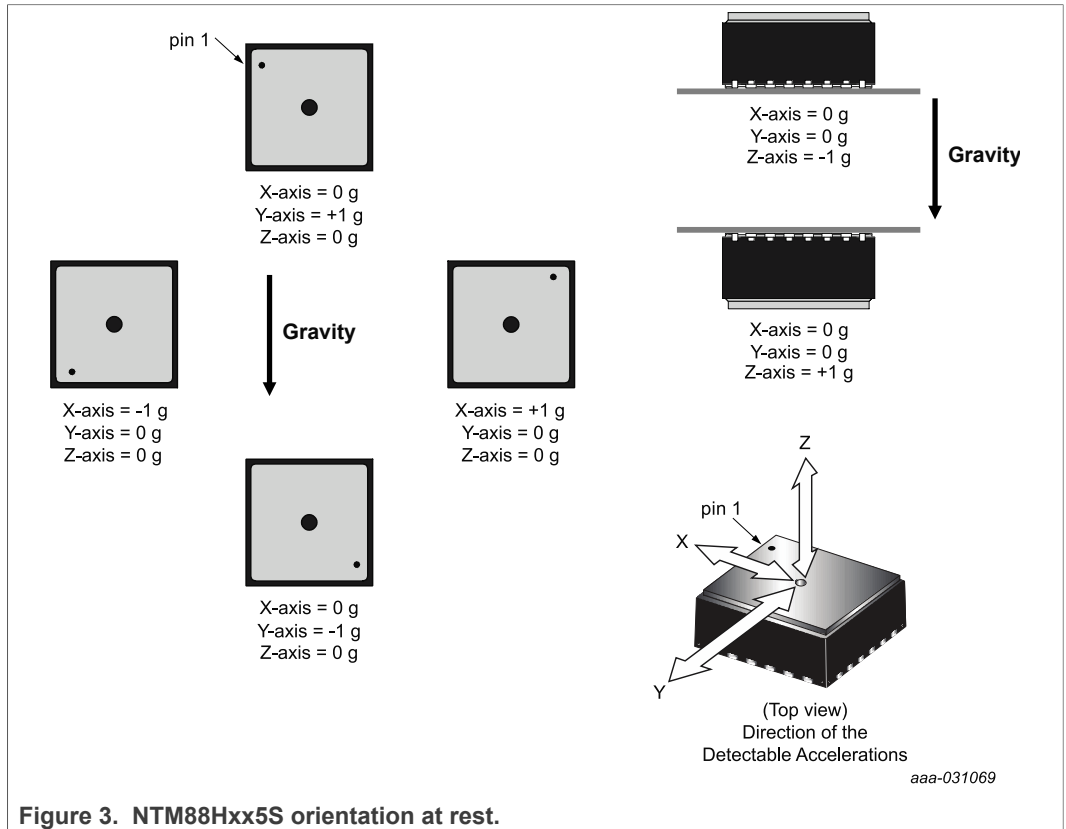 pin 1
X-axis = 0 g
Y-axis = +1 g
Z-axis = 0 g
Gravity
X-axis = -1 g
Y-axis = 0 g
Z-axis = 0 g
X-axis = +1 g
Y-axis = 0 g
Z-axis = 0 g
X-axis = 0 g
Y-axis = -1 g
Z-axis = 0 g
X-axis = 0 g
Y-axis = 0 g
Z-axis = -1 g
Gravity
X-axis = 0 g
Y-axis = 0 g
Z-axis = +1 g
Z
pin 1
X
Y
(Top view)
Direction of the
Detectable Accelerations
aaa-031069
Figure 3. NTM88Hxx5S orientation at rest.